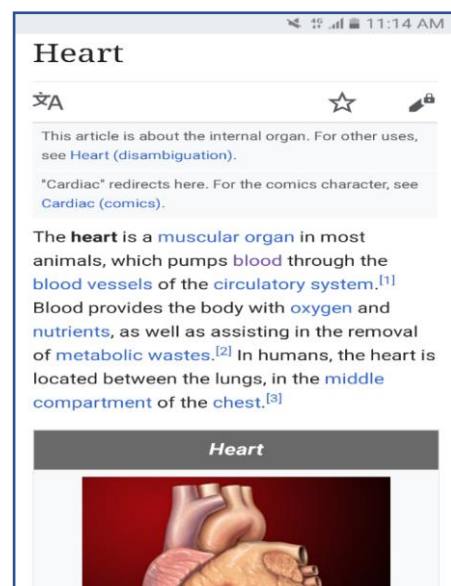 4G 11:14 AM
Heart
文A
This article is about the internal organ. For other uses,
see Heart (disambiguation).
"Cardiac" redirects here. For the comics character, see
Cardiac (comics).
The heart is a muscular organ in most
animals, which pumps blood through the
blood vessels of the circulatory system.[1]
Blood provides the body with oxygen and
nutrients, as well as assisting in the removal
of metabolic wastes.[2] In humans, the heart is
located between the lungs, in the middle
compartment of the chest.[3]
Heart